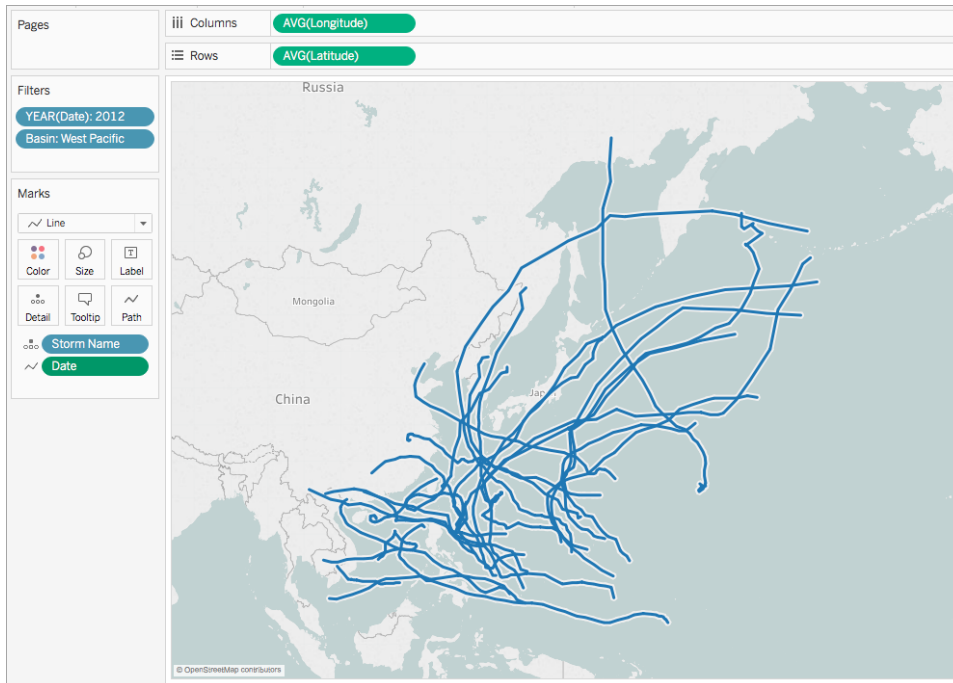 Pages
Columns
AVG(Longitude)
Rows
AVG(Latitude)
Filters
YEAR(Date): 2012
Basin: West Pacific
Marks
Line
Color
Size
Label
Detail
Tooltip
Path
Storm Name
Date
Russia
Mongolia
China
© OpenStreetMap contributors